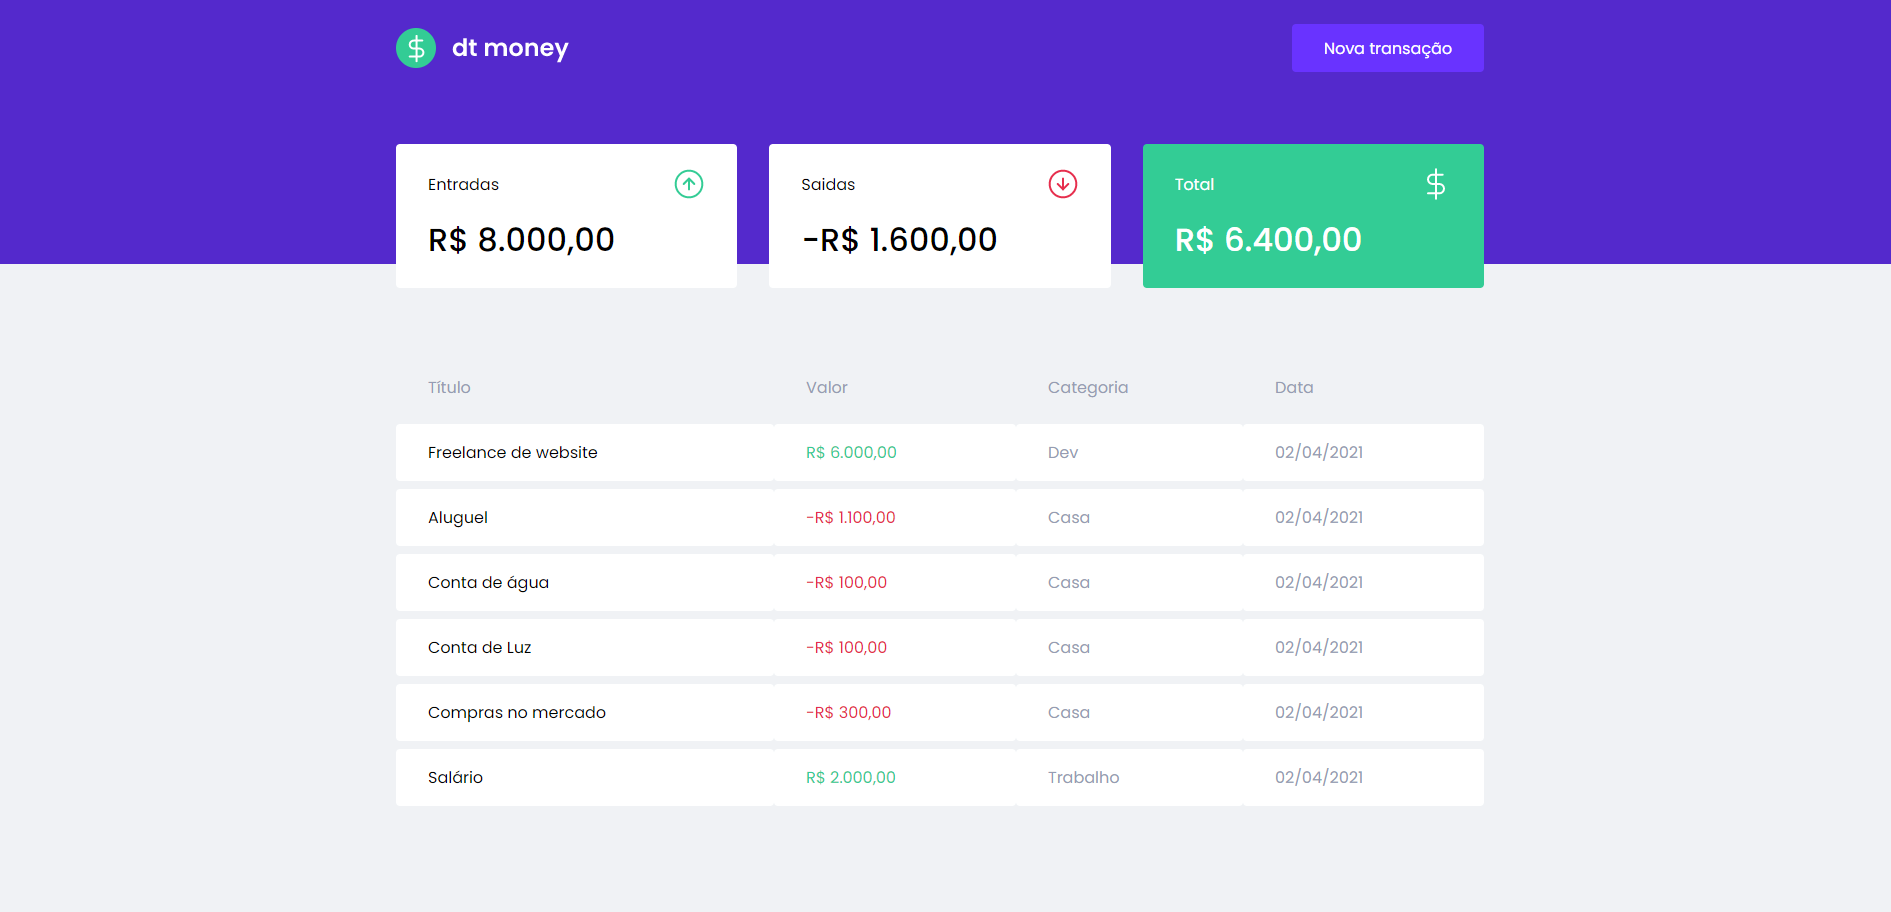 dt money
Nova transação
Entradas
R$ 8.000,00
Saidas
-R$ 1.600,00
Total
R$ 6.400,00
Título Valor Categoria Data
Freelance de website R$ 6.000,00 Dev 02/04/2021
Aluguel -R$ 1.100,00 Casa 02/04/2021
Conta de água -R$ 100,00 Casa 02/04/2021
Conta de Luz -R$ 100,00 Casa 02/04/2021
Compras no mercado -R$ 300,00 Casa 02/04/2021
Salário R$ 2.000,00 Trabalho 02/04/2021